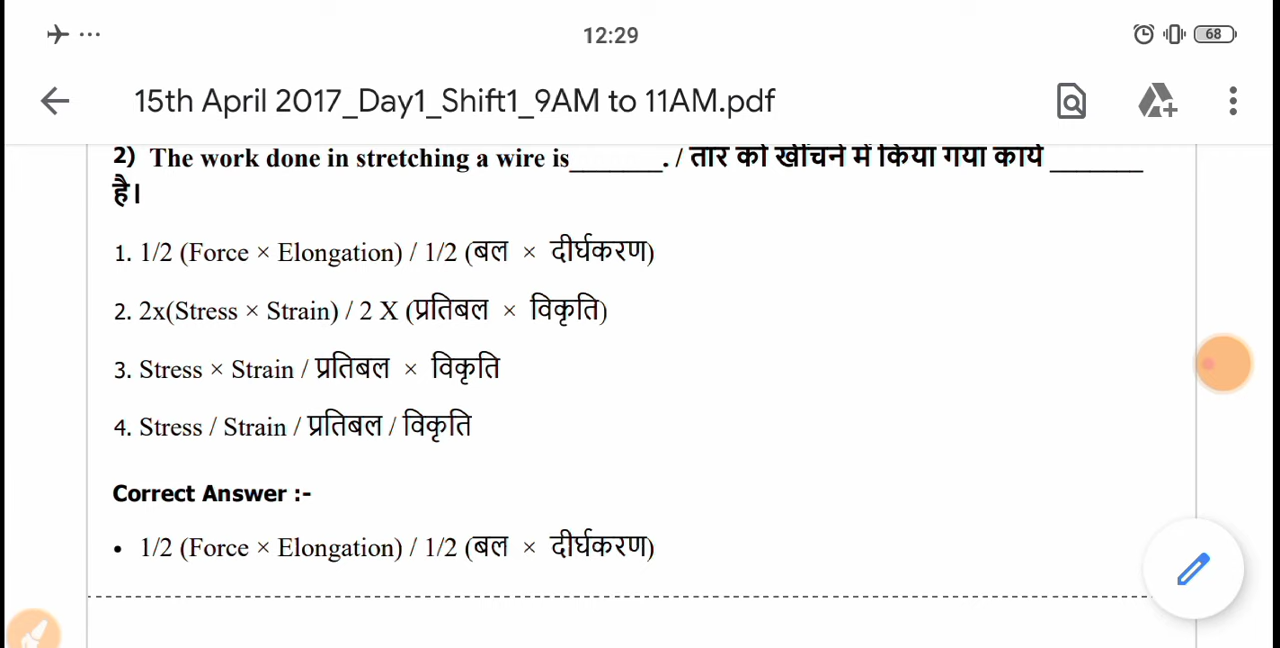 12:29
68
15th April 2017_Day1_Shift1_9AM to 11AM.pdf
2) The work done in stretching a wire is_______. / तार को खींचने में किया गया कार्य _______
है।
1. 1/2 (Force × Elongation) / 1/2 (बल × दीर्घकरण)
2. 2x(Stress × Strain) / 2 X (प्रतिबल × विकृति)
3. Stress × Strain / प्रतिबल × विकृति
4. Stress / Strain / प्रतिबल / विकृति
Correct Answer :-
• 1/2 (Force × Elongation) / 1/2 (बल × दीर्घकरण)